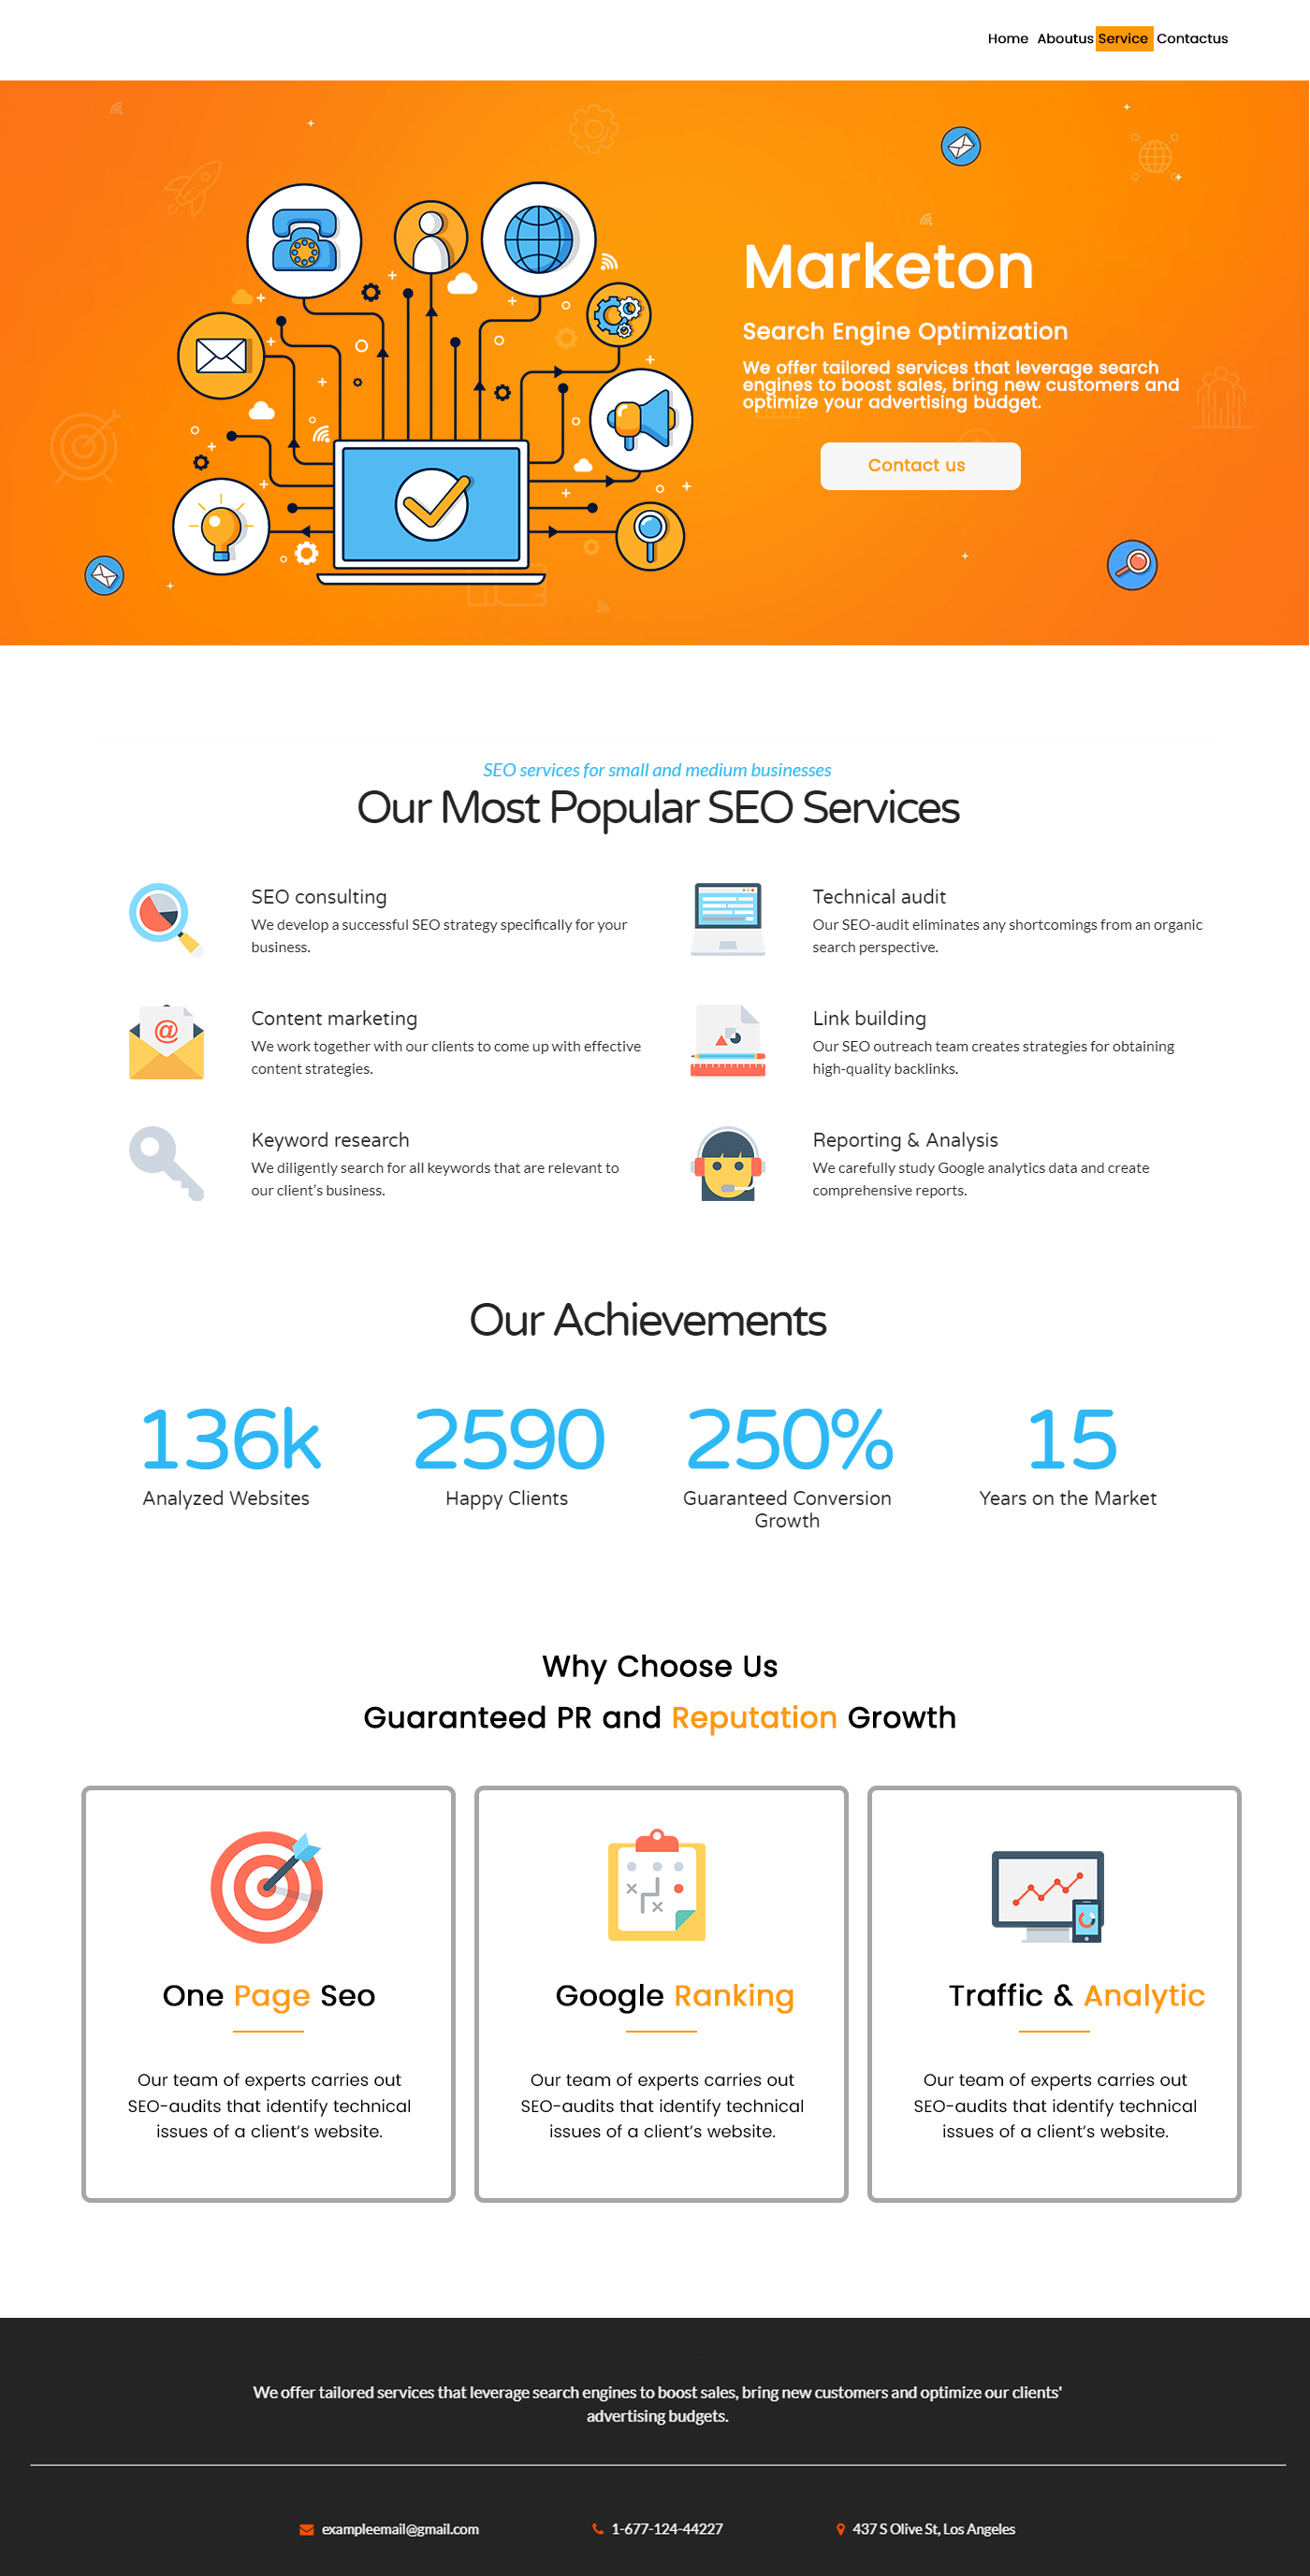 Home Aboutus Service Contactus
Marketon
Search Engine Optimization
We offer tailored services that leverage search
engines to boost sales, bring new customers and
optimize your advertising budget.
Contact us
SEO services for small and medium businesses
Our Most Popular SEO Services
SEO consulting
We develop a successful SEO strategy specifically for your
business.
Technical audit
Our SEO-audit eliminates any shortcomings from an organic
search perspective.
@
Content marketing
We work together with our clients to come up with effective
content strategies.
Link building
Our SEO outreach team creates strategies for obtaining
high-quality backlinks.
Keyword research
We diligently search for all keywords that are relevant to
our client’s business.
Reporting & Analysis
We carefully study Google analytics data and create
comprehensive reports.
Our Achievements
136k
Analyzed Websites
2590
Happy Clients
250%
Guaranteed Conversion
Growth
15
Years on the Market
Why Choose Us
Guaranteed PR and Reputation Growth
One Page Seo
Our team of experts carries out
SEO-audits that identify technical
issues of a client’s website.
Google Ranking
Our team of experts carries out
SEO-audits that identify technical
issues of a client’s website.
Traffic & Analytic
Our team of experts carries out
SEO-audits that identify technical
issues of a client’s website.
We offer tailored services that leverage search engines to boost sales, bring new customers and optimize our clients'
advertising budgets.
exampleemail@gmail.com
1-677-124-44227
437 S Olive St, Los Angeles